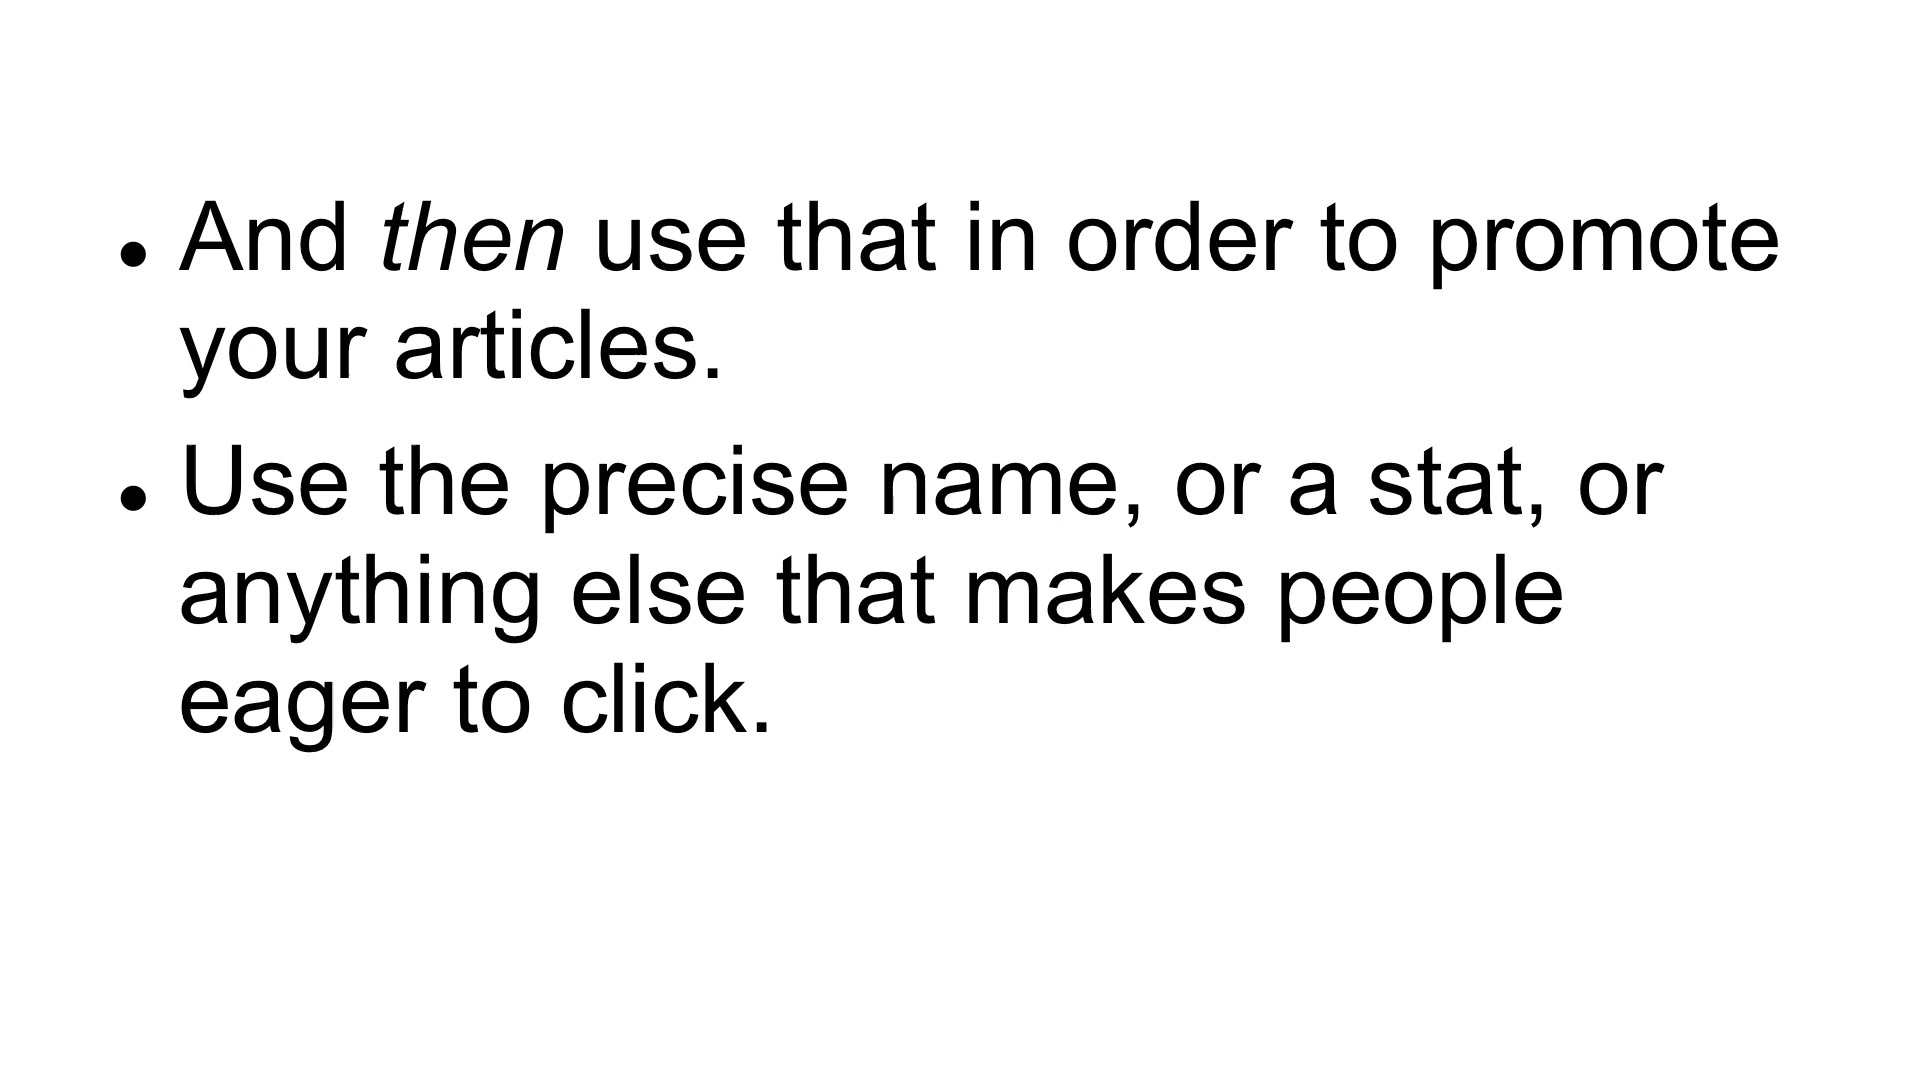 ● And then use that in order to promote
your articles.
● Use the precise name, or a stat, or
anything else that makes people
eager to click.